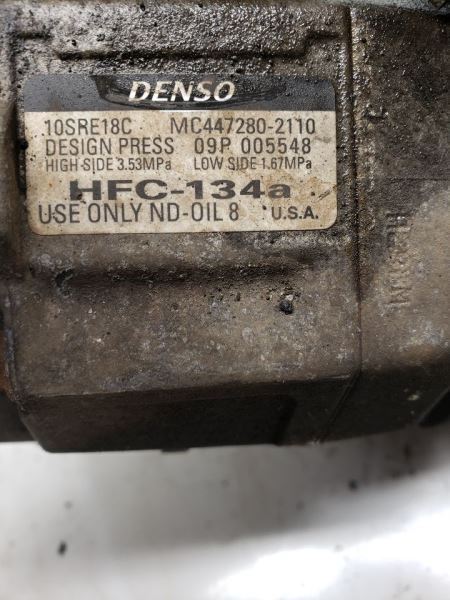 DENSO
10SRE18C MC447280-2110
DESIGN PRESS 09P 005548
HIGH-SIDE 3.53MPa LOW SIDE 1.67MPa
HFC-134a
USE ONLY ND-OIL 8 U.S.A.